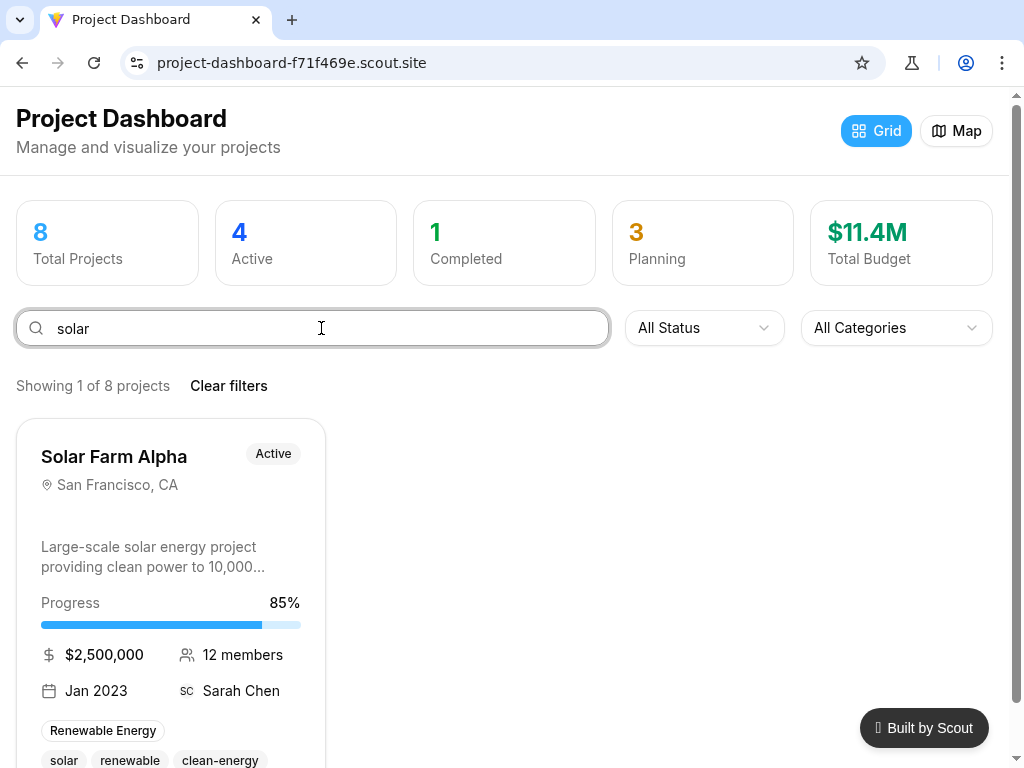 Project Dashboard
project-dashboard-f71f469e.scout.site
Project Dashboard
Manage and visualize your projects
Grid
Map
8
Total Projects
4
Active
1
Completed
3
Planning
$11.4M
Total Budget
solar
All Status
All Categories
Showing 1 of 8 projects
Clear filters
Solar Farm Alpha
Active
San Francisco, CA
Large-scale solar energy project
providing clean power to 10,000...
Progress
85%
$2,500,000
12 members
Jan 2023
SC Sarah Chen
Renewable Energy
solar
renewable
clean-energy
Built by Scout